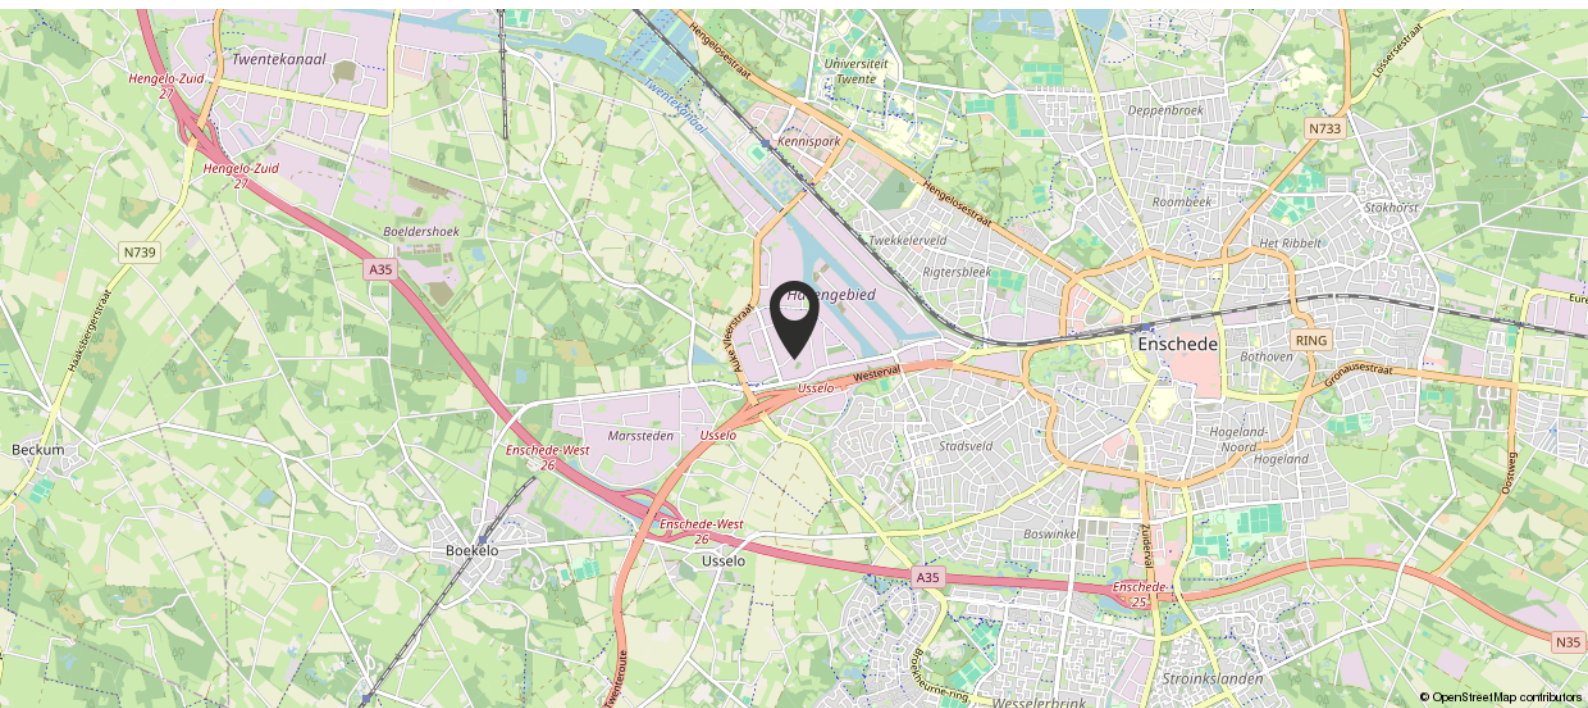 Hengelosestraat
Universiteit
Twente
Twentekanaal
Hengelo-Zuid
27
Twentekanaal
Lossersestraat
Deppenbroek
N733
Kennispark
Hengelo-Zuid
27
Hengelosestraat
Roombeek
Stokhorst
Boeldershoek
Twekkelerveld
Het Ribbelt
N739
A35
Rigtersbleek
Haaksbergerstraat
Auke Vleerstraat
Enschede
RING
Bothoven
Gronausestraat
Westerval
Usselo
Usselo
Marssteden
Stadsveld
Hogeland-
Noord
Hogeland
Beckum
Enschede-West
26
Oostweg
Enschede-West
26
Boswinkel
Zuiderval
Boekelo
Usselo
A35
Enschede-
25
N35
Twenteroute
Broekheurne-ring
Stroinkslanden
Wesselerbrink
© OpenStreetMap contributors